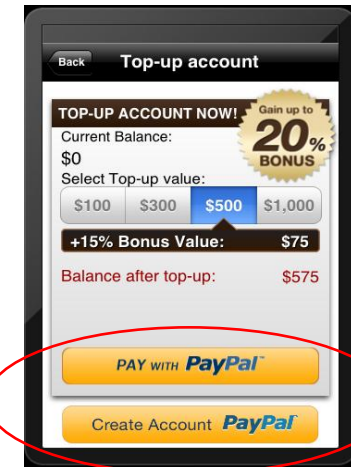 Back Top-up account
TOP-UP ACCOUNT NOW!
Gain up to
20%
BONUS
Current Balance:
$0
Select Top-up value:
$100 $300 $500 $1,000
+15% Bonus Value: $75
Balance after top-up: $575
PAY WITH PayPal™
Create Account PayPal